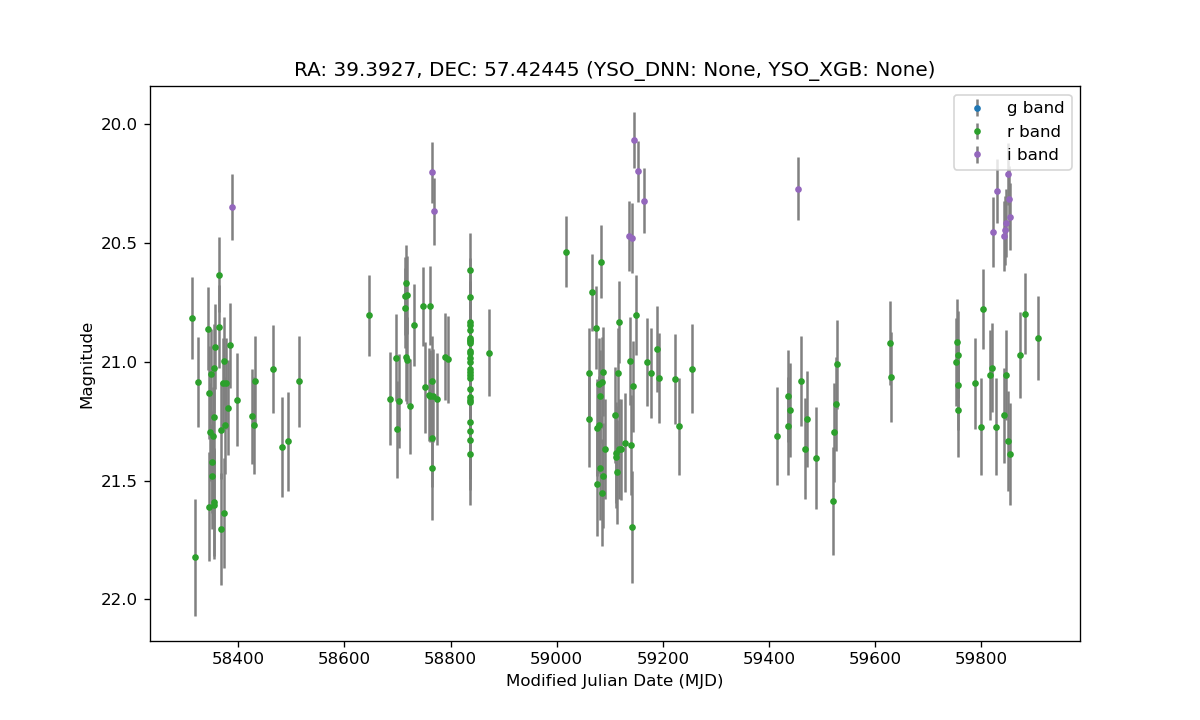 RA: 39.3927, DEC: 57.42445 (YSO_DNN: None, YSO_XGB: None)
g band
r band
i band
20.0
20.5
21.0
21.5
22.0
Magnitude
58400 58600 58800 59000 59200 59400 59600 59800
Modified Julian Date (MJD)